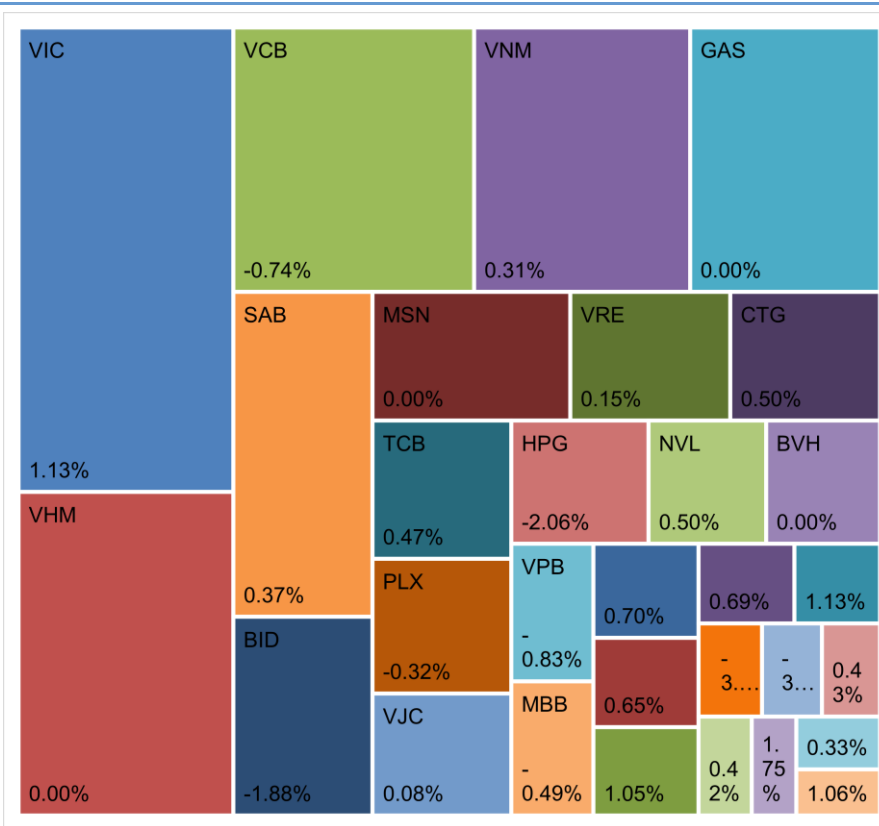 VIC
1.13%
VHM
0.00%
VCB
-0.74%
VNM
0.31%
GAS
0.00%
SAB
0.37%
BID
-1.88%
MSN
0.00%
VRE
0.15%
CTG
0.50%
TCB
0.47%
PLX
-0.32%
VJC
0.08%
HPG
-2.06%
NVL
0.50%
BVH
0.00%
VPB
-
0.83%
MBB
-
0.49%
0.70%
0.65%
1.05%
0.69%
1.13%
-
3....
-
3...
0.4
3%
0.4
2%
1.
75
%
0.33%
1.06%